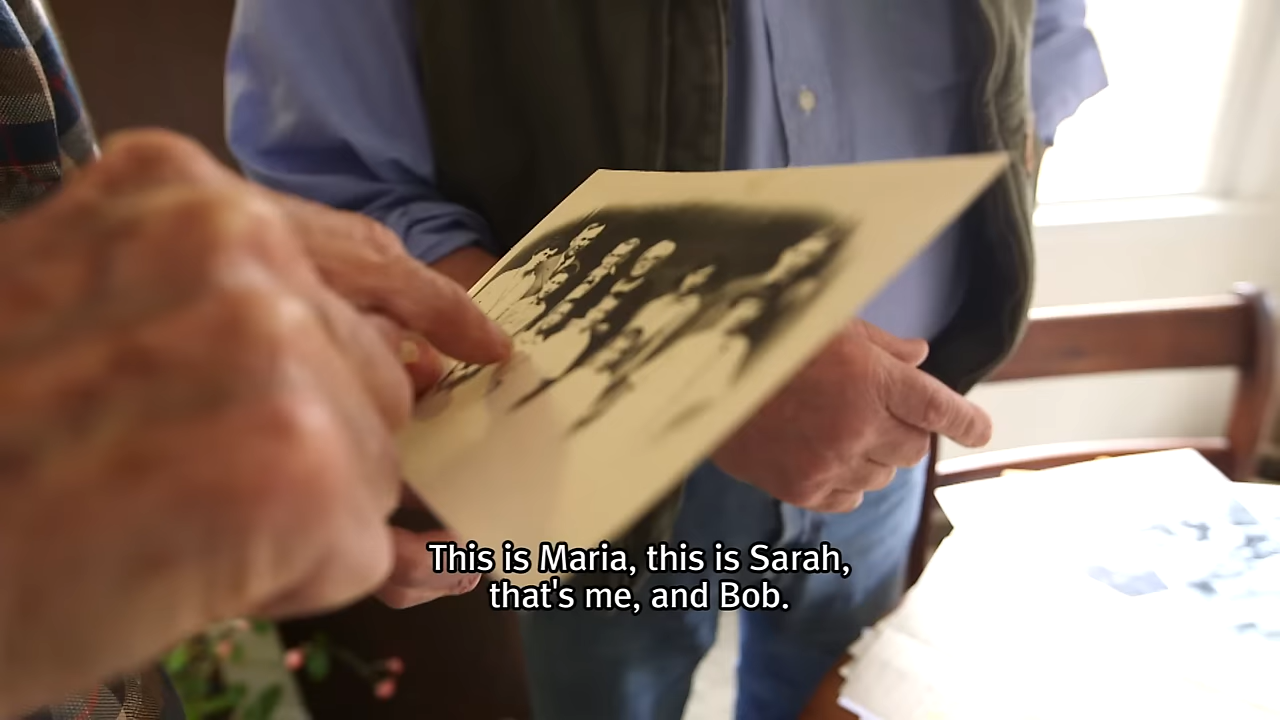 This is Maria, this is Sarah,
that's me, and Bob.